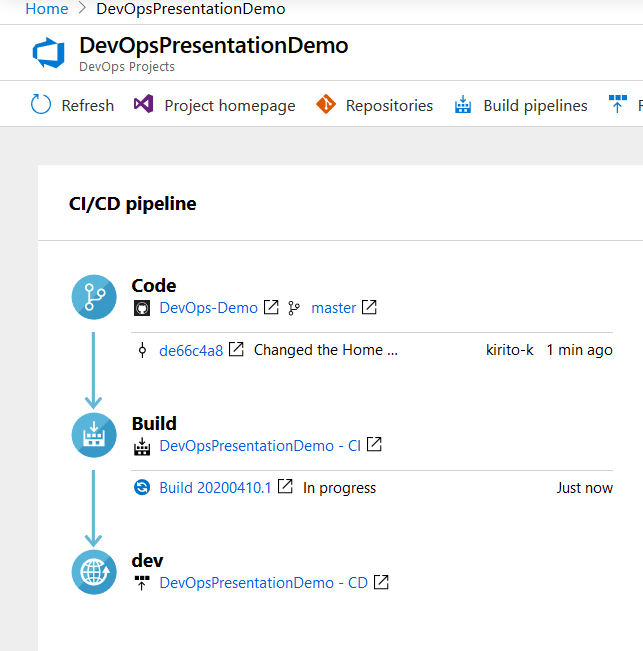 Home > DevOpsPresentationDemo
DevOpsPresentationDemo
DevOps Projects
Refresh Project homepage Repositories Build pipelines
CI/CD pipeline
Code
DevOps-Demo master
de66c4a8 Changed the Home ... kirito-k 1 min ago
Build
DevOpsPresentationDemo - CI
Build 20200410.1 In progress Just now
dev
DevOpsPresentationDemo - CD